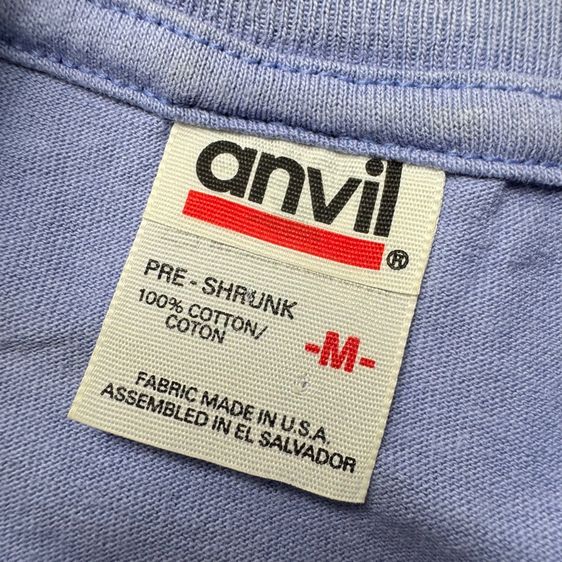 anvil
®
PRE-SHRUNK
100% COTTON/
COTON
-M-
FABRIC MADE IN U.S.A.
ASSEMBLED IN EL SALVADOR